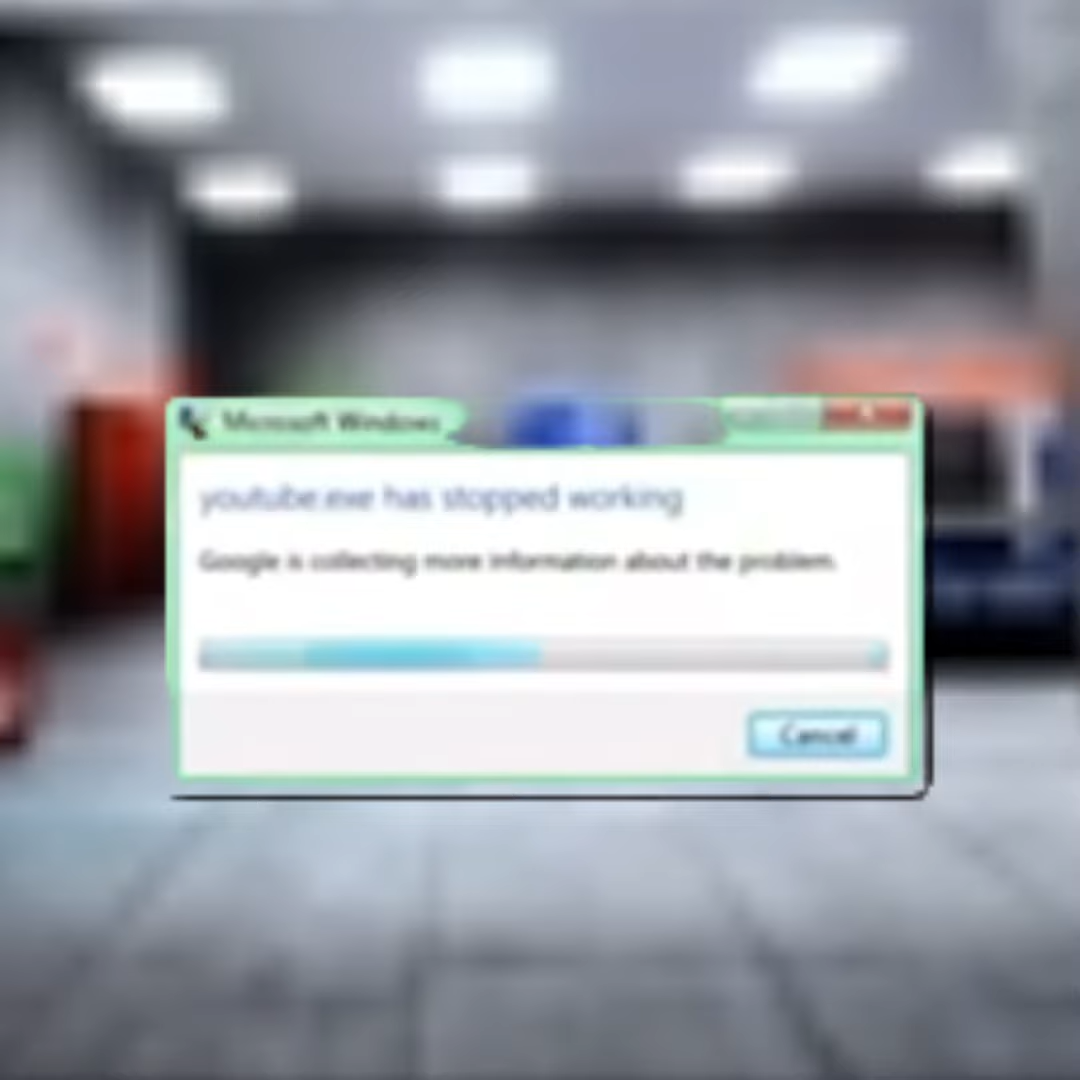 Microsoft Windows
youtube.exe has stopped working
Google is collecting more information about the problem.
Cancel